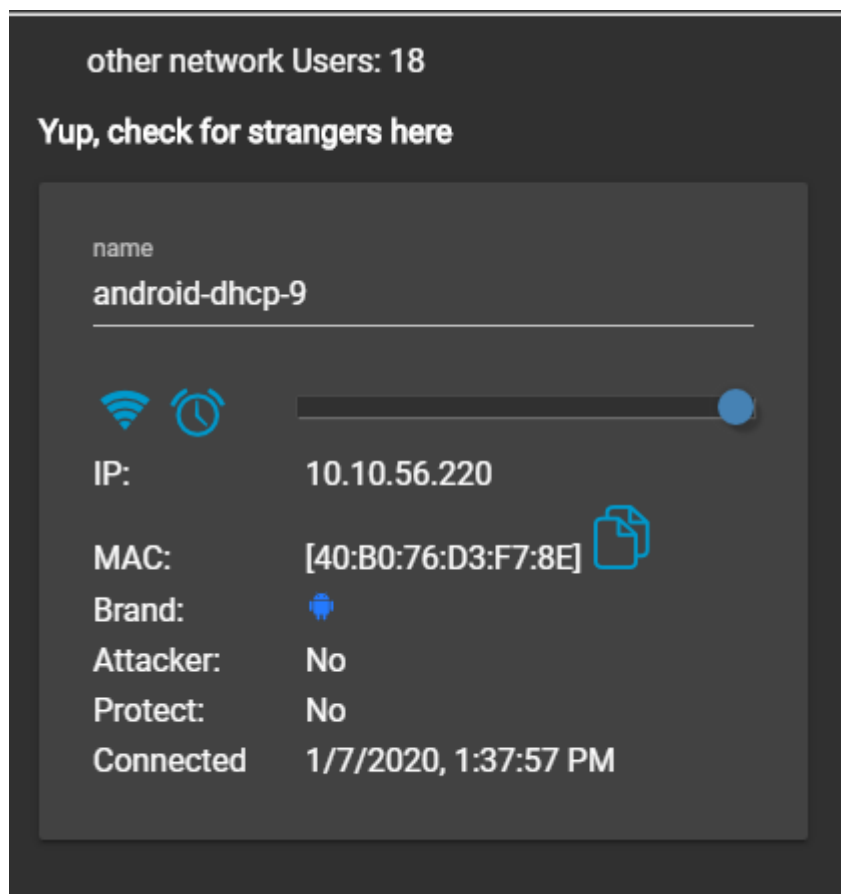 other network Users: 18
Yup, check for strangers here
name
android-dhcp-9
IP: 10.10.56.220
MAC: [40:B0:76:D3:F7:8E]
Brand:
Attacker: No
Protect: No
Connected 1/7/2020, 1:37:57 PM